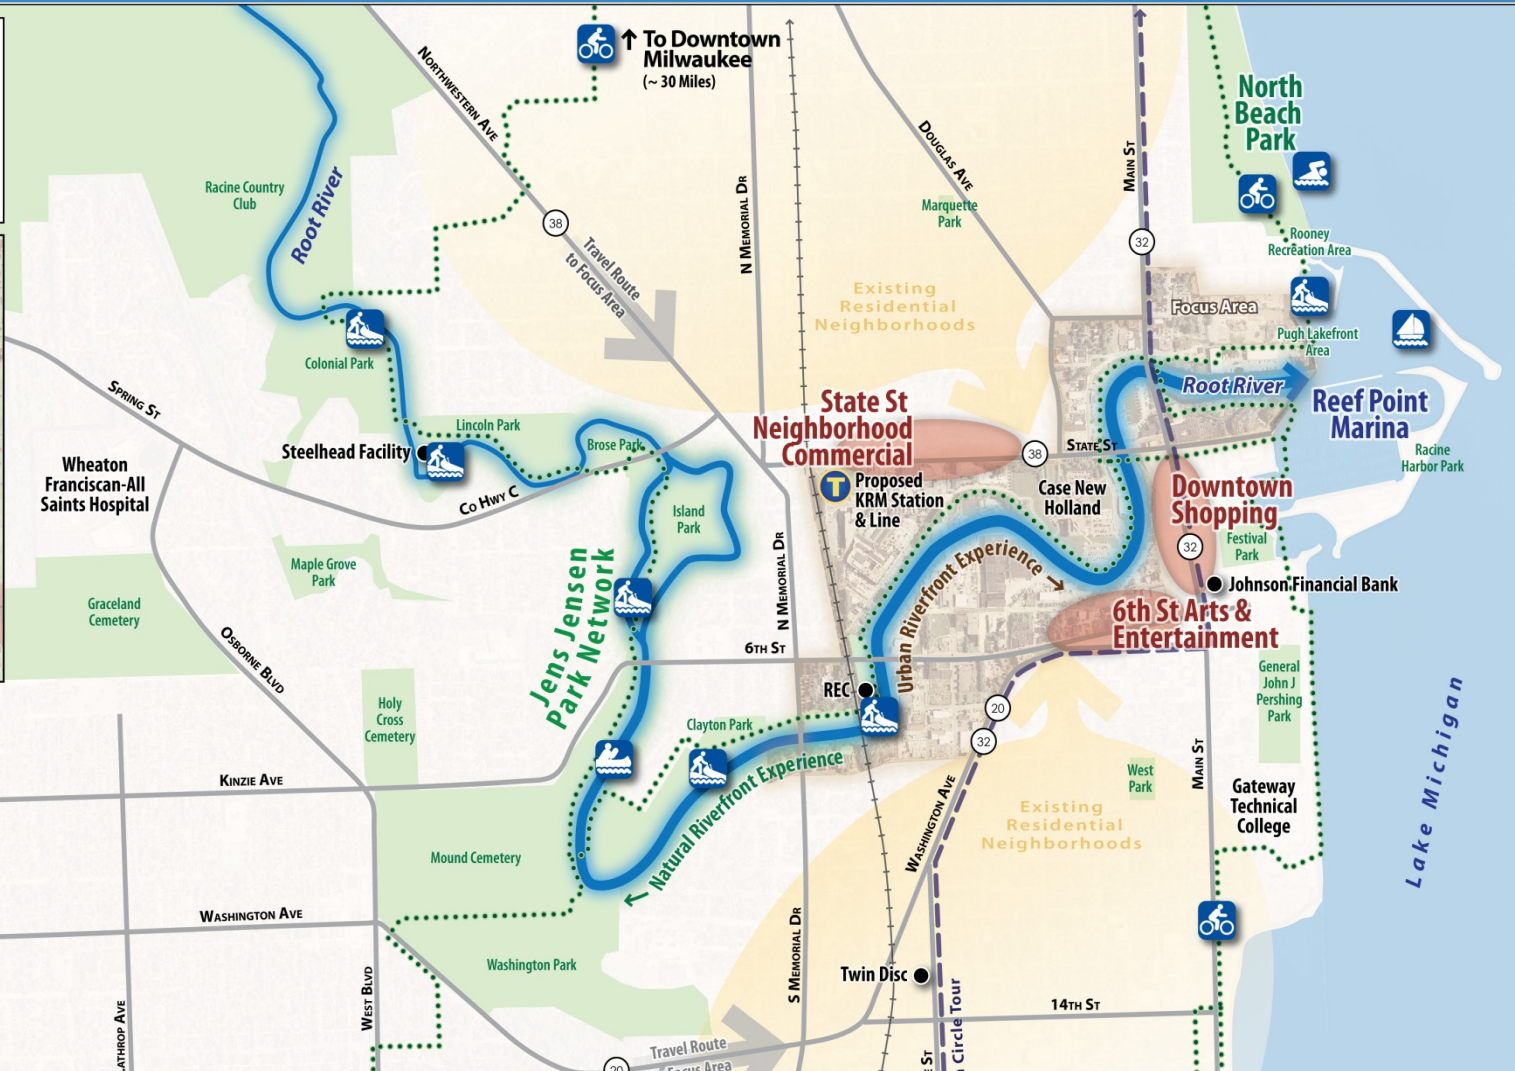 ↑ To Downtown
Milwaukee
(~ 30 Miles)
NORTHWESTERN AVE
DOUGLAS AVE
MAIN ST
North
Beach
Park
Racine Country
Club
Root River
38
Travel Route
to Focus Area
N MEMORIAL DR
Marquette
Park
32
Rooney
Recreation Area
Existing
Residential
Neighborhoods
Focus Area
Pugh Lakefront
Area
Colonial Park
SPRING ST
Root River
Reef Point
Marina
State St
Neighborhood
Commercial
38
STATE ST
Lincoln Park
Brose Park
Steelhead Facility
Wheaton
Franciscan-All
Saints Hospital
CO HWY C
T
Proposed
KRM Station
& Line
Case New
Holland
Downtown
Shopping
Racine
Harbor Park
Island
Park
Festival
Park
32
Maple Grove
Park
Jens Jensen
Park Network
N MEMORIAL DR
Urban Riverfront Experience →
Johnson Financial Bank
Graceland
Cemetery
6th St Arts &
Entertainment
OSBORNE BLVD
6TH ST
REC
General
John J
Pershing
Park
Holy
Cross
Cemetery
20
32
Clayton Park
KINZIE AVE
← Natural Riverfront Experience
West
Park
MAIN ST
Gateway
Technical
College
Lake Michigan
Existing
Residential
Neighborhoods
WASHINGTON AVE
Mound Cemetery
WASHINGTON AVE
Washington Park
S MEMORIAL DR
WEST BLVD
Twin Disc
14TH ST
Circle Tour
ST
Travel Route
Focus Area
20